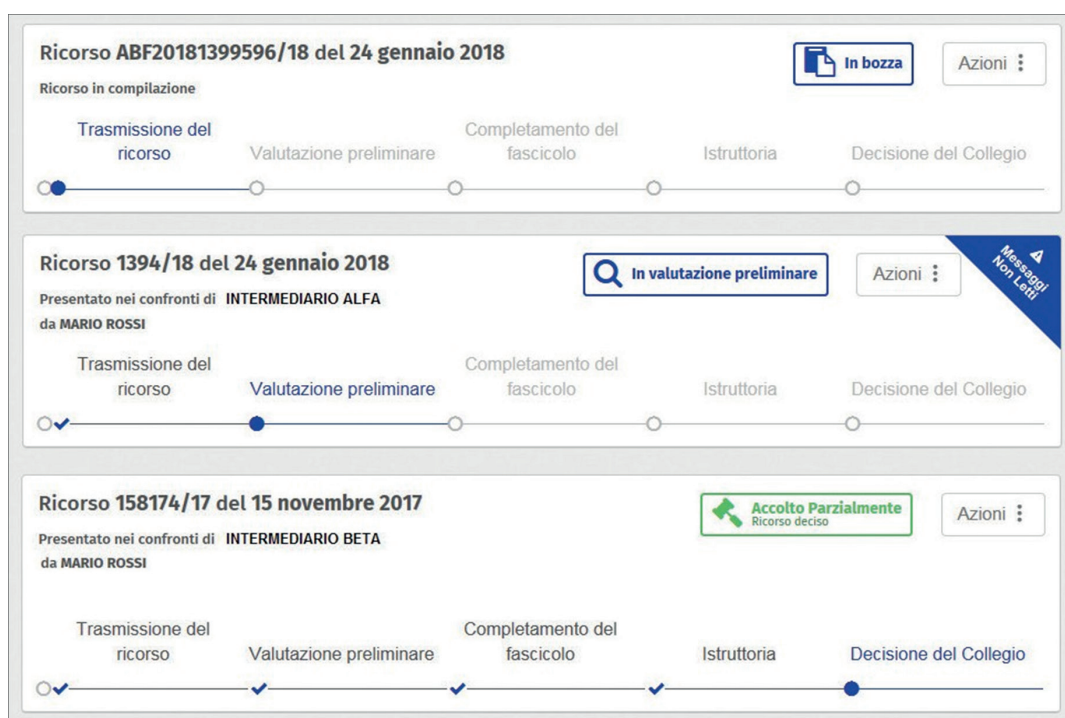 Ricorso ABF20181399596/18 del 24 gennaio 2018
In bozza
Azioni
Ricorso in compilazione
Trasmissione del
ricorso
Valutazione preliminare
Completamento del
fascicolo
Istruttoria
Decisione del Collegio
Ricorso 1394/18 del 24 gennaio 2018
In valutazione preliminare
Azioni
Messaggi
Non Letti
Presentato nei confronti di INTERMEDIARIO ALFA
da MARIO ROSSI
Trasmissione del
ricorso
Valutazione preliminare
Completamento del
fascicolo
Istruttoria
Decisione del Collegio
Ricorso 158174/17 del 15 novembre 2017
Accolto Parzialmente
Ricorso deciso
Azioni
Presentato nei confronti di INTERMEDIARIO BETA
da MARIO ROSSI
Trasmissione del
ricorso
Valutazione preliminare
Completamento del
fascicolo
Istruttoria
Decisione del Collegio